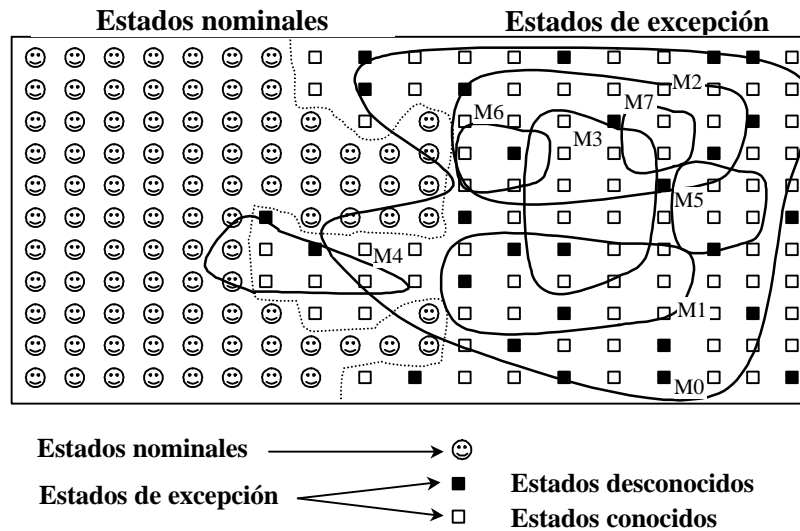 Estados nominales
Estados de excepción
M2
M6
M7
M3
M5
M4
M1
M0
Estados nominales
Estados de excepción
Estados desconocidos
Estados conocidos